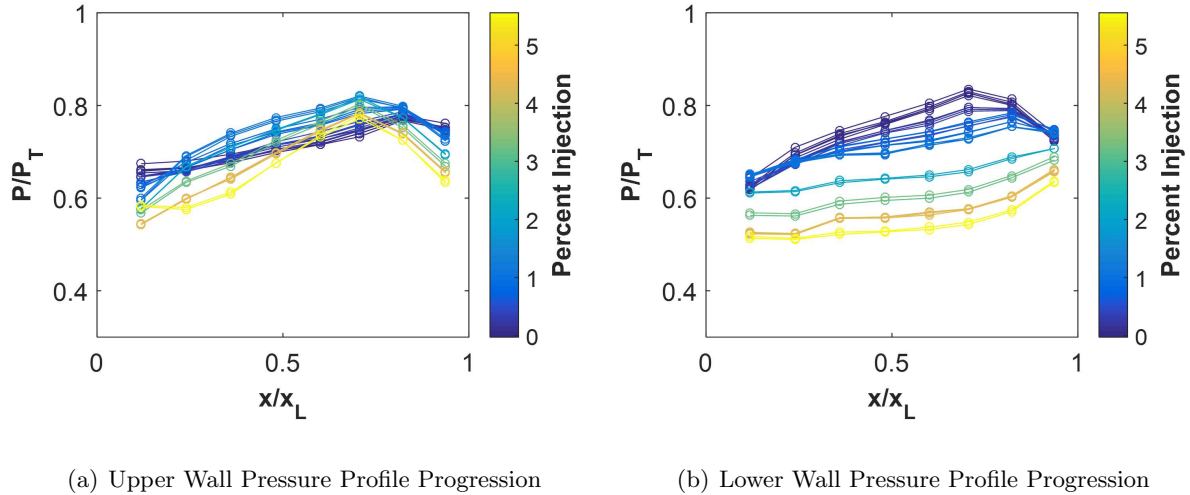 1
0.8
0.6
0.4
P/P_T
0 0.5 1
x/x_L
5
4
3
2
1
0
Percent Injection
1
0.8
0.6
0.4
P/P_T
0 0.5 1
x/x_L
5
4
3
2
1
0
Percent Injection
(a) Upper Wall Pressure Profile Progression
(b) Lower Wall Pressure Profile Progression